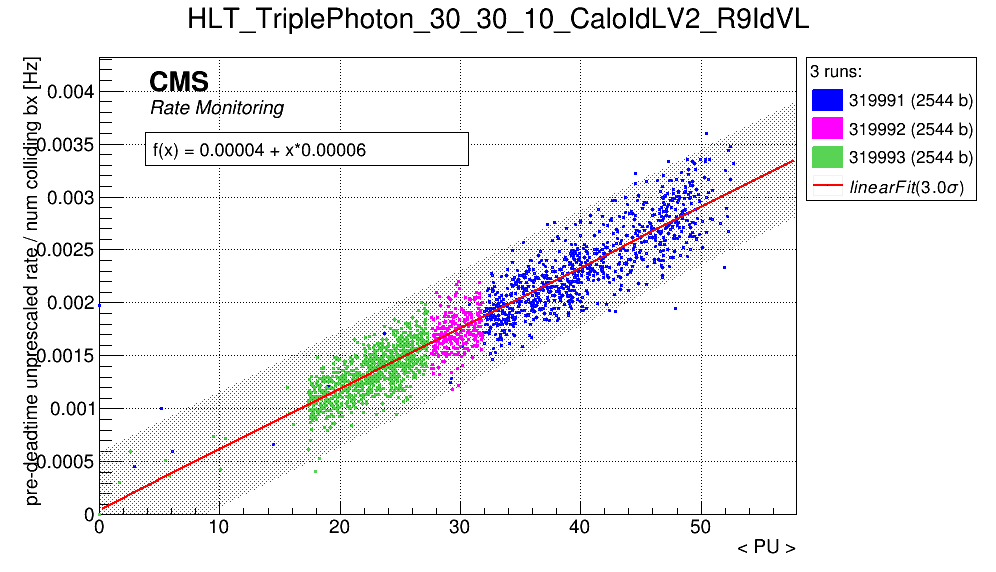 HLT_TriplePhoton_30_30_10_CaloIdLV2_R9IdVL
pre-deadtime unprescaled rate / num colliding bx [Hz]
CMS
Rate Monitoring
f(x) = 0.00004 + x*0.00006
0.004
0.0035
0.003
0.0025
0.002
0.0015
0.001
0.0005
0
0 10 20 30 40 50
< PU >
3 runs:
319991 (2544 b)
319992 (2544 b)
319993 (2544 b)
linearFit(3.0σ)